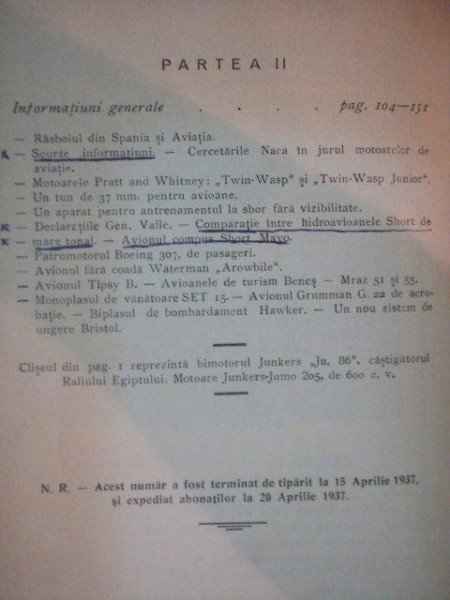 PARTEA II
Informațiuni generale . . . . pag. 104—151
— Răsboiul din Spania și Aviația.
— Scurte informațiuni. — Cercetările Naca în jurul motoarelor de
aviație.
— Motoarele Pratt and Whitney: „Twin-Wasp" și „Twin-Wasp Junior".
— Un tun de 37 mm. pentru avioane.
— Un aparat pentru antrenamentul la sbor fără vizibilitate.
— Declarațiile Gen. Valle. — Comparație între hidroavioanele Short de
— mare tonaj. — Avionul compus Short Mayo.
— Patrumotorul Boeing 307, de pasageri.
— Avionul fără coadă Waterman „Arowbile".
— Avionul Tipsy B. — Avioanele de turism Beneș — Mraz 51 și 55.
— Monoplasul de vânătoare SET 15. — Avionul Grumman G. 22 de acro-
bație. — Biplasul de bombardament Hawker. — Un nou sistem de
ungere Bristol.
Clișeul din pag. 1 reprezintă bimotorul Junkers „Ju, 86", câștigătorul
Raliului Egiptului. Motoare Junkers-Jumo 205, de 600 c. v.
N. R. — Acest număr a fost terminat de tipărit la 15 Aprilie 1937,
și expediat abonaților la 20 Aprilie 1937.